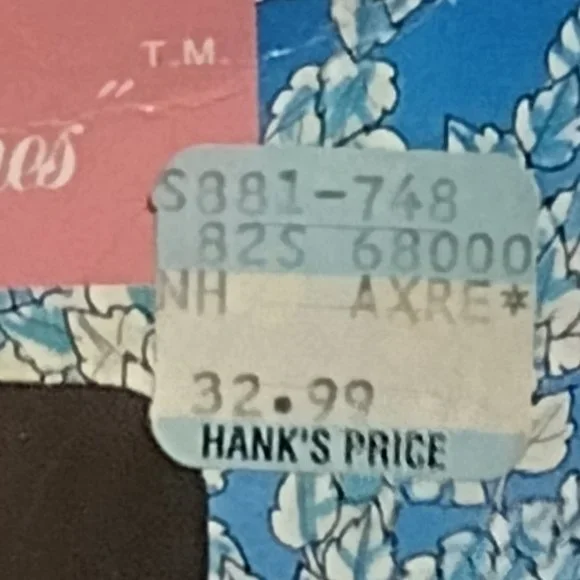 T.M.
"
S881-748
82S 68000
NH AXRE*
32.99
HANK'S PRICE